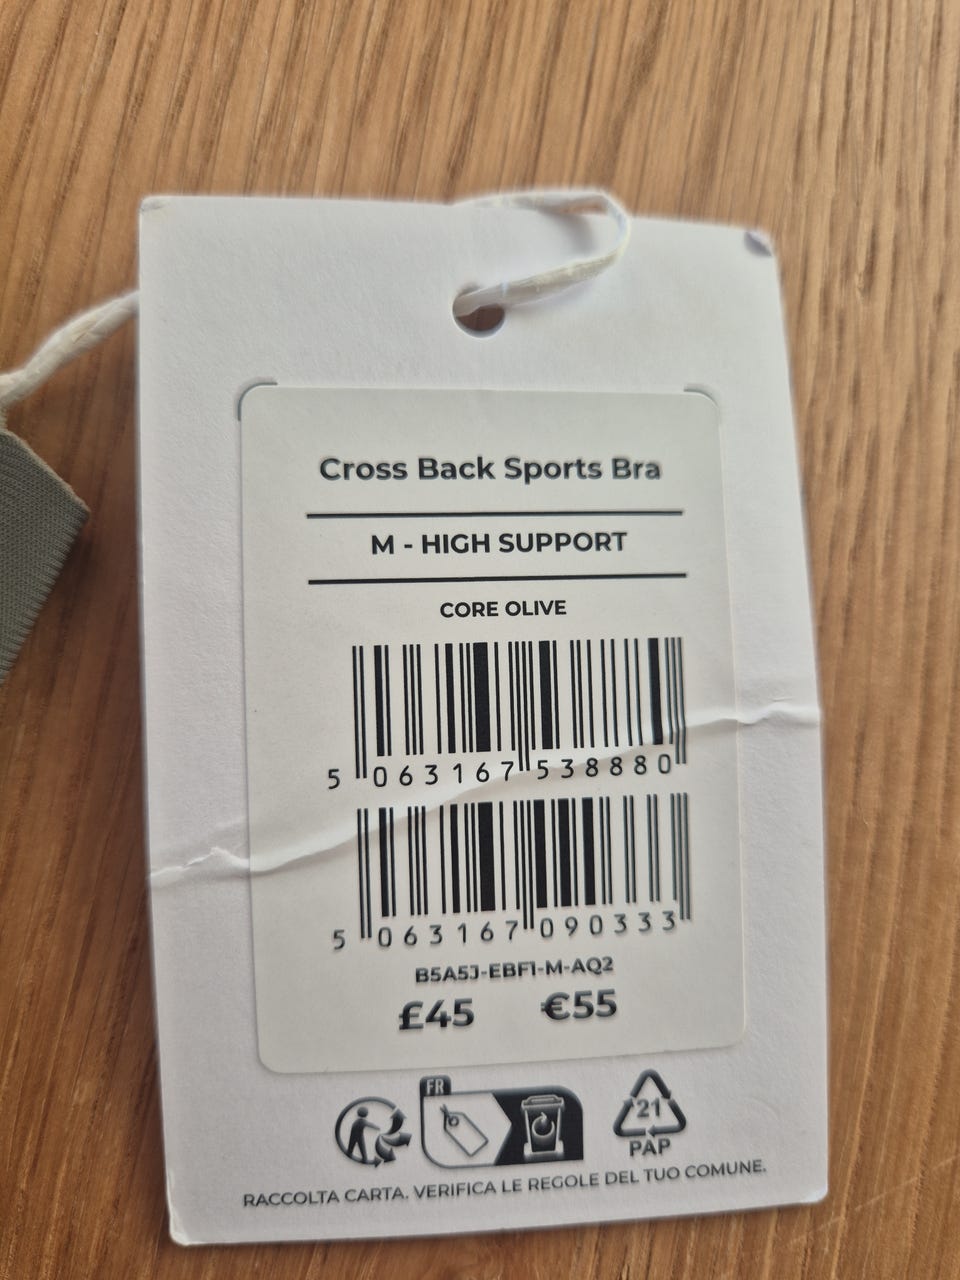 Cross Back Sports Bra
M - HIGH SUPPORT
CORE OLIVE
5 063167 538880
5 063167 090333
B5A5J-EBF1-M-AQ2
£45 €55
FR
21
PAP
RACCOLTA CARTA. VERIFICA LE REGOLE DEL TUO COMUNE.